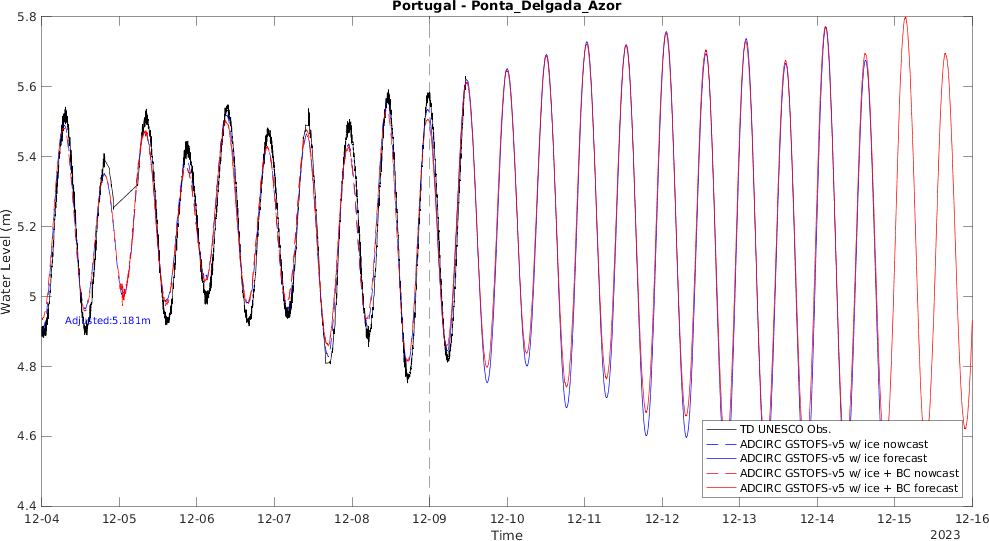 Portugal - Ponta_Delgada_Azor
5.8
5.6
5.4
5.2
5
4.8
4.6
4.4
Water Level (m)
Adjusted:5.181m
TD UNESCO Obs.
ADCIRC GSTOFS-v5 w/ ice nowcast
ADCIRC GSTOFS-v5 w/ ice forecast
ADCIRC GSTOFS-v5 w/ ice + BC nowcast
ADCIRC GSTOFS-v5 w/ ice + BC forecast
12-04 12-05 12-06 12-07 12-08 12-09 12-10 12-11 12-12 12-13 12-14 12-15 12-16
Time
2023